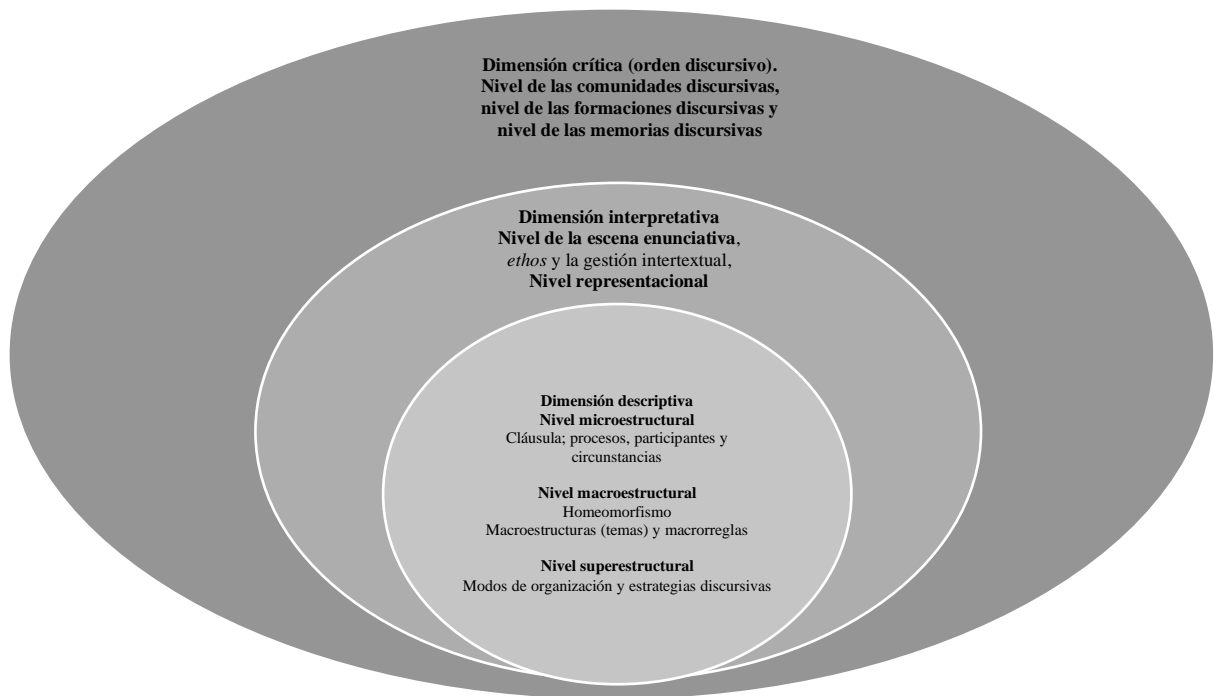 Dimensión crítica (orden discursivo).
Nivel de las comunidades discursivas,
nivel de las formaciones discursivas y
nivel de las memorias discursivas
Dimensión interpretativa
Nivel de la escena enunciativa,
ethos y la gestión intertextual,
Nivel representacional
Dimensión descriptiva
Nivel microestructural
Cláusula; procesos, participantes y
circunstancias
Nivel macroestructural
Homeomorfismo
Macroestructuras (temas) y macrorreglas
Nivel superestructural
Modos de organización y estrategias discursivas